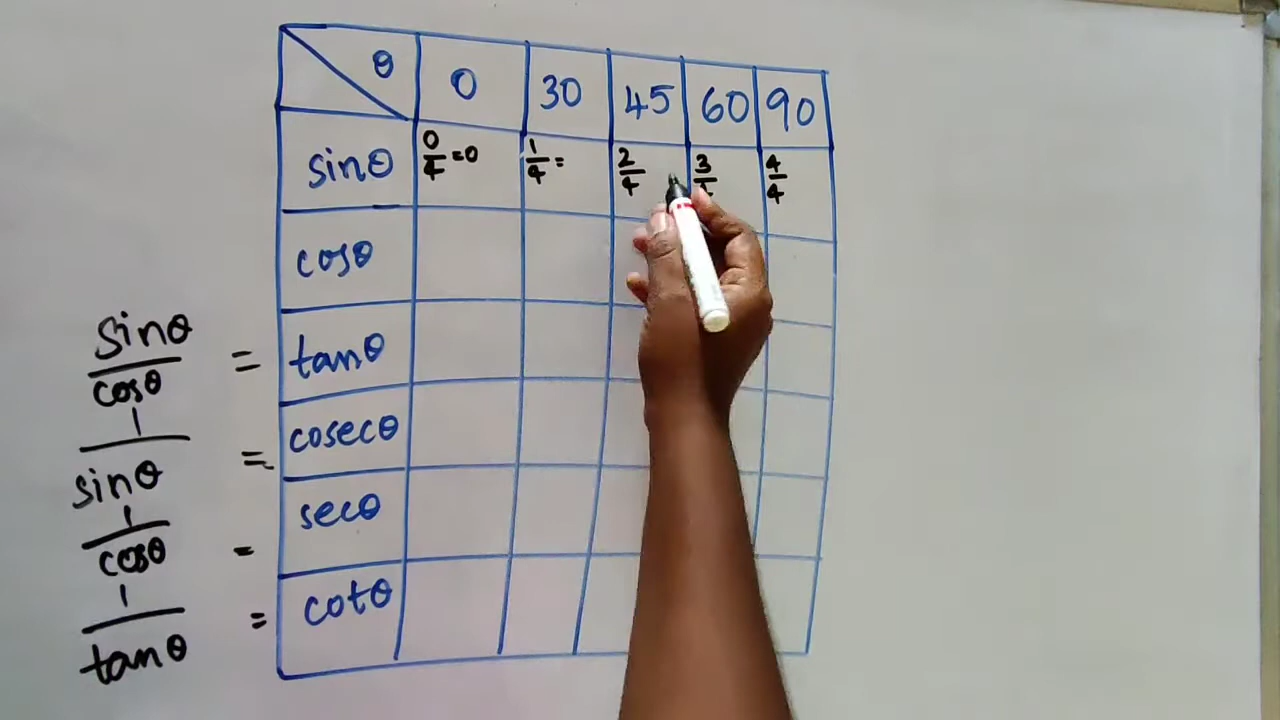 θ 0 30 45 60 90
sinθ 0/4 =0 1/4 = 2/4 3/ 4/4
cosθ
sinθ/cosθ = tanθ
1/sinθ = cosecθ
1/cosθ = secθ
1/tanθ = cotθ